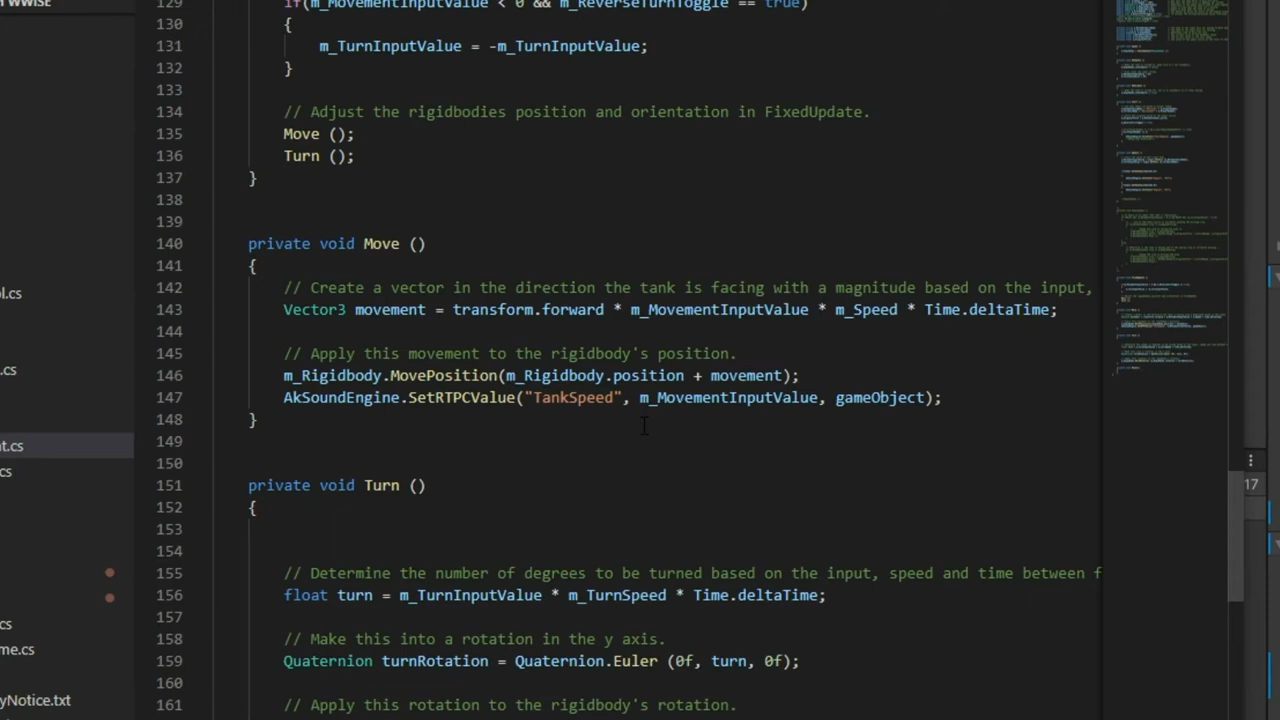 WWISE
129 if(m_MovementInputValue < 0 && m_ReverseTurnToggle == true)
130 {
131 m_TurnInputValue = -m_TurnInputValue;
132 }
133
134 // Adjust the rigidbodies position and orientation in FixedUpdate.
135 Move ();
136 Turn ();
137 }
138
139
140 private void Move ()
141 {
l.cs
142 // Create a vector in the direction the tank is facing with a magnitude based on the input,
143 Vector3 movement = transform.forward * m_MovementInputValue * m_Speed * Time.deltaTime;
144
145 // Apply this movement to the rigidbody's position.
s.cs
146 m_Rigidbody.MovePosition(m_Rigidbody.position + movement);
147 AkSoundEngine.SetRTPCValue("TankSpeed", m_MovementInputValue, gameObject);
148 }
t.cs
149
150
cs
151 private void Turn ()
17
152 {
153
154
155 // Determine the number of degrees to be turned based on the input, speed and time between f
156 float turn = m_TurnInputValue * m_TurnSpeed * Time.deltaTime;
157
cs
158 // Make this into a rotation in the y axis.
me.cs
159 Quaternion turnRotation = Quaternion.Euler (0f, turn, 0f);
160
yNotice.txt
161 // Apply this rotation to the rigidbody's rotation.